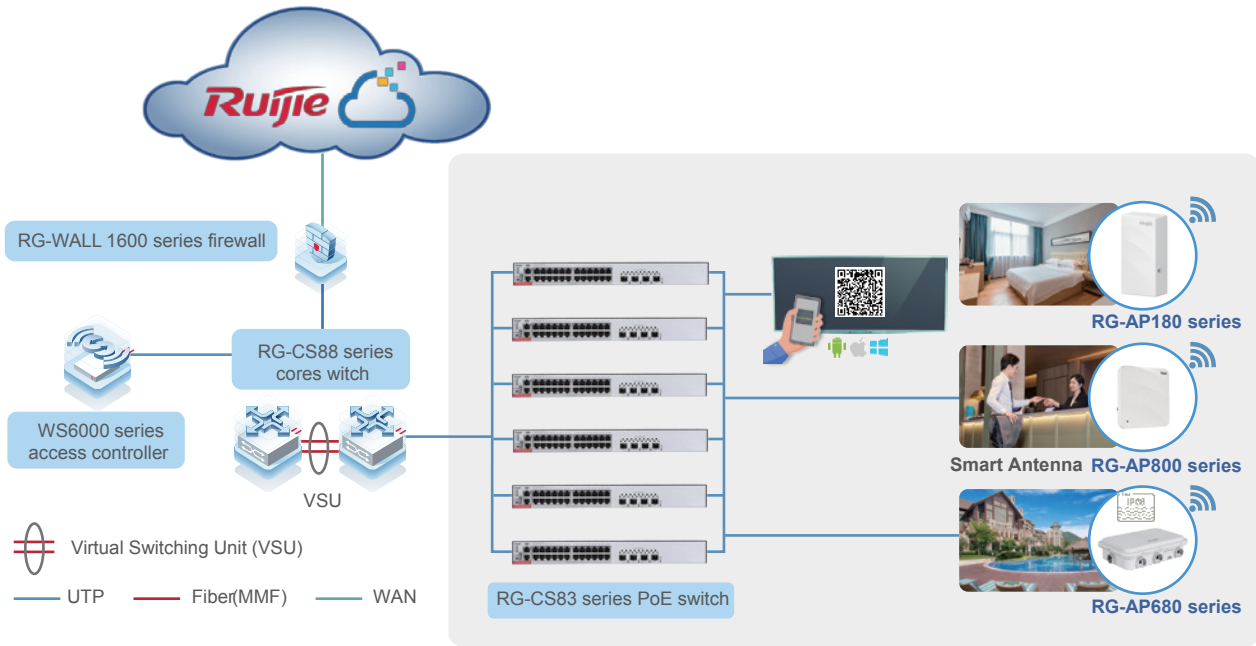 Ruijie
RG-WALL 1600 series firewall
RG-CS88 series
cores witch
WS6000 series
access controller
VSU
Virtual Switching Unit (VSU)
UTP
Fiber(MMF)
WAN
RG-CS83 series PoE switch
RG-AP180 series
Smart Antenna
RG-AP800 series
IP68
RG-AP680 series